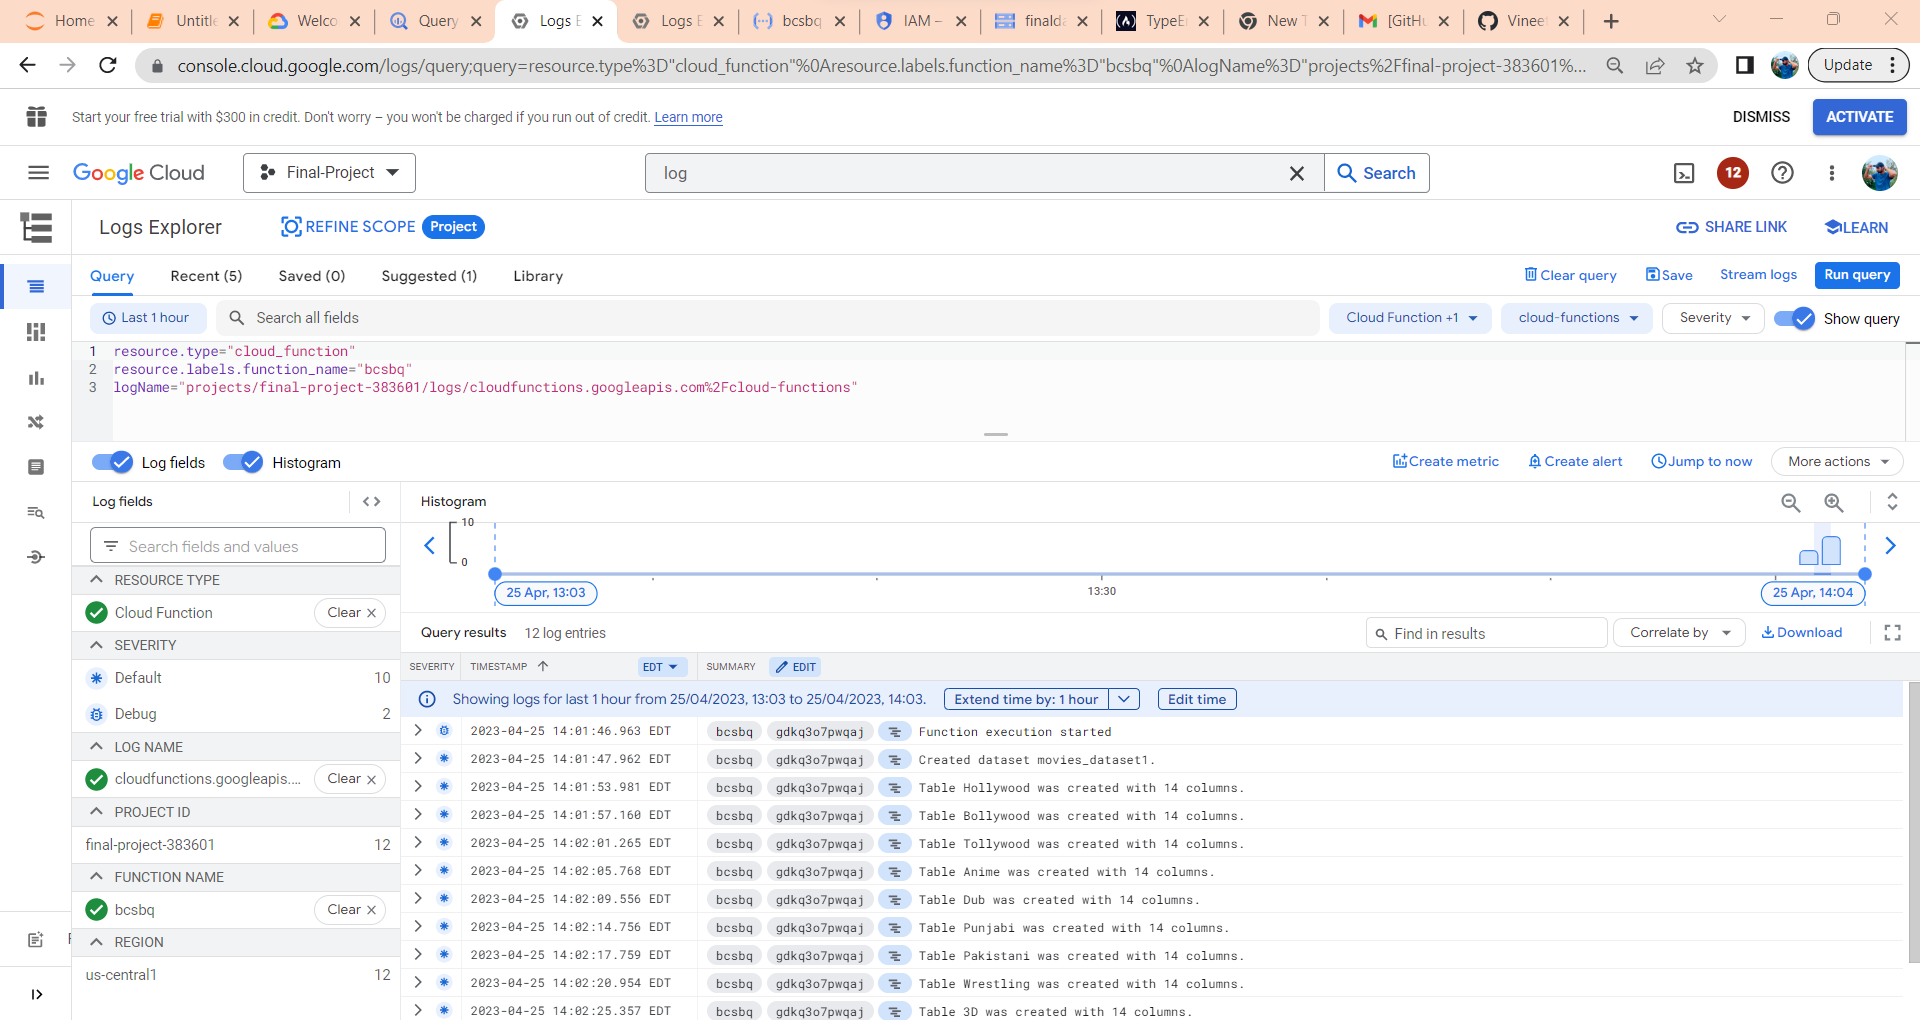 Home
Untitle
Welco
Query
Logs E
Logs E
bcsbq
IAM –
finalda
TypeEr
New T
[GitHu
Vineet
console.cloud.google.com/logs/query;query=resource.type%3D"cloud_function"%0Aresource.labels.function_name%3D"bcsbq"%0AlogName%3D"projects%2Ffinal-project-383601%...
Update
Start your free trial with $300 in credit. Don't worry – you won't be charged if you run out of credit. Learn more
DISMISS
ACTIVATE
Google Cloud
Final-Project
log
Search
12
Logs Explorer
REFINE SCOPE
Project
SHARE LINK
LEARN
Query
Recent (5)
Saved (0)
Suggested (1)
Library
Clear query
Save
Stream logs
Run query
Last 1 hour
Search all fields
Cloud Function +1
cloud-functions
Severity
Show query
1 resource.type="cloud_function"
2 resource.labels.function_name="bcsbq"
3 logName="projects/final-project-383601/logs/cloudfunctions.googleapis.com%2Fcloud-functions"
Log fields
Histogram
Create metric
Create alert
Jump to now
More actions
Log fields
Search fields and values
RESOURCE TYPE
Cloud Function
Clear
SEVERITY
Default 10
Debug 2
LOG NAME
cloudfunctions.googleapis....
Clear
PROJECT ID
final-project-383601 12
FUNCTION NAME
bcsbq
Clear
REGION
us-central1 12
Histogram
10
0
25 Apr, 13:03
13:30
25 Apr, 14:04
Query results
12 log entries
Find in results
Correlate by
Download
SEVERITY
TIMESTAMP
EDT
SUMMARY
EDIT
Showing logs for last 1 hour from 25/04/2023, 13:03 to 25/04/2023, 14:03.
Extend time by: 1 hour
Edit time
2023-04-25 14:01:46.963 EDT bcsbq gdkq3o7pwqaj Function execution started
2023-04-25 14:01:47.962 EDT bcsbq gdkq3o7pwqaj Created dataset movies_dataset1.
2023-04-25 14:01:53.981 EDT bcsbq gdkq3o7pwqaj Table Hollywood was created with 14 columns.
2023-04-25 14:01:57.160 EDT bcsbq gdkq3o7pwqaj Table Bollywood was created with 14 columns.
2023-04-25 14:02:01.265 EDT bcsbq gdkq3o7pwqaj Table Tollywood was created with 14 columns.
2023-04-25 14:02:05.768 EDT bcsbq gdkq3o7pwqaj Table Anime was created with 14 columns.
2023-04-25 14:02:09.556 EDT bcsbq gdkq3o7pwqaj Table Dub was created with 14 columns.
2023-04-25 14:02:14.756 EDT bcsbq gdkq3o7pwqaj Table Punjabi was created with 14 columns.
2023-04-25 14:02:17.759 EDT bcsbq gdkq3o7pwqaj Table Pakistani was created with 14 columns.
2023-04-25 14:02:20.954 EDT bcsbq gdkq3o7pwqaj Table Wrestling was created with 14 columns.
2023-04-25 14:02:25.357 EDT bcsbq gdkq3o7pwqaj Table 3D was created with 14 columns.